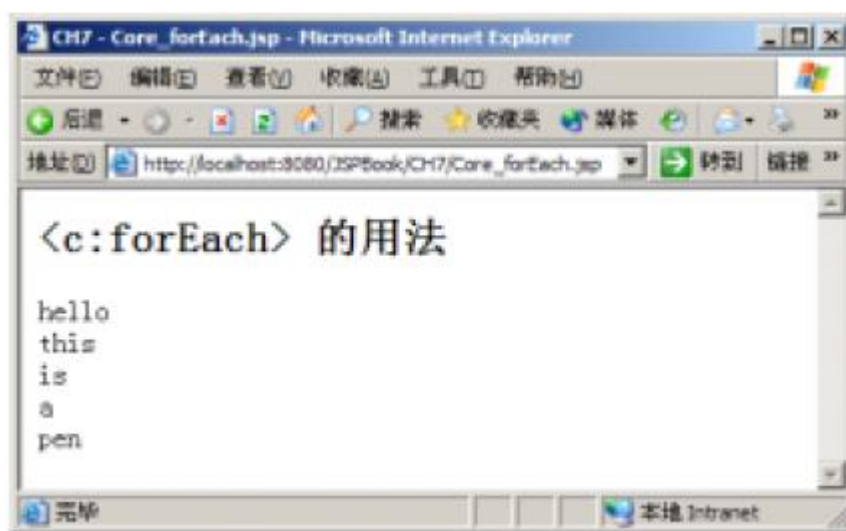 CH7 - Core_forEach.jsp - Microsoft Internet Explorer
文件(E) 编辑(E) 查看(V) 收藏(A) 工具(T) 帮助(H)
后退 搜索 收藏夹 媒体 »
地址(D) http://localhost:8080/JSPBook/CH7/Core_forEach.jsp 转到 链接 »
<c:forEach> 的用法
hello
this
is
a
pen
完毕 本地 Intranet